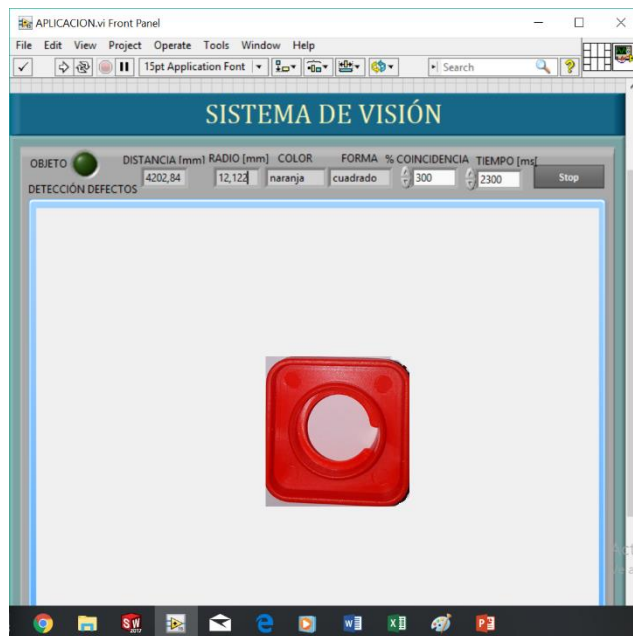 APLICACION.vi Front Panel
File Edit View Project Operate Tools Window Help
15pt Application Font Search
SISTEMA DE VISIÓN
OBJETO DISTANCIA [mm] RADIO [mm] COLOR FORMA % COINCIDENCIA TIEMPO [ms[
DETECCIÓN DEFECTOS 4202,84 12,122 naranja cuadrado 300 2300 Stop
SW
2017